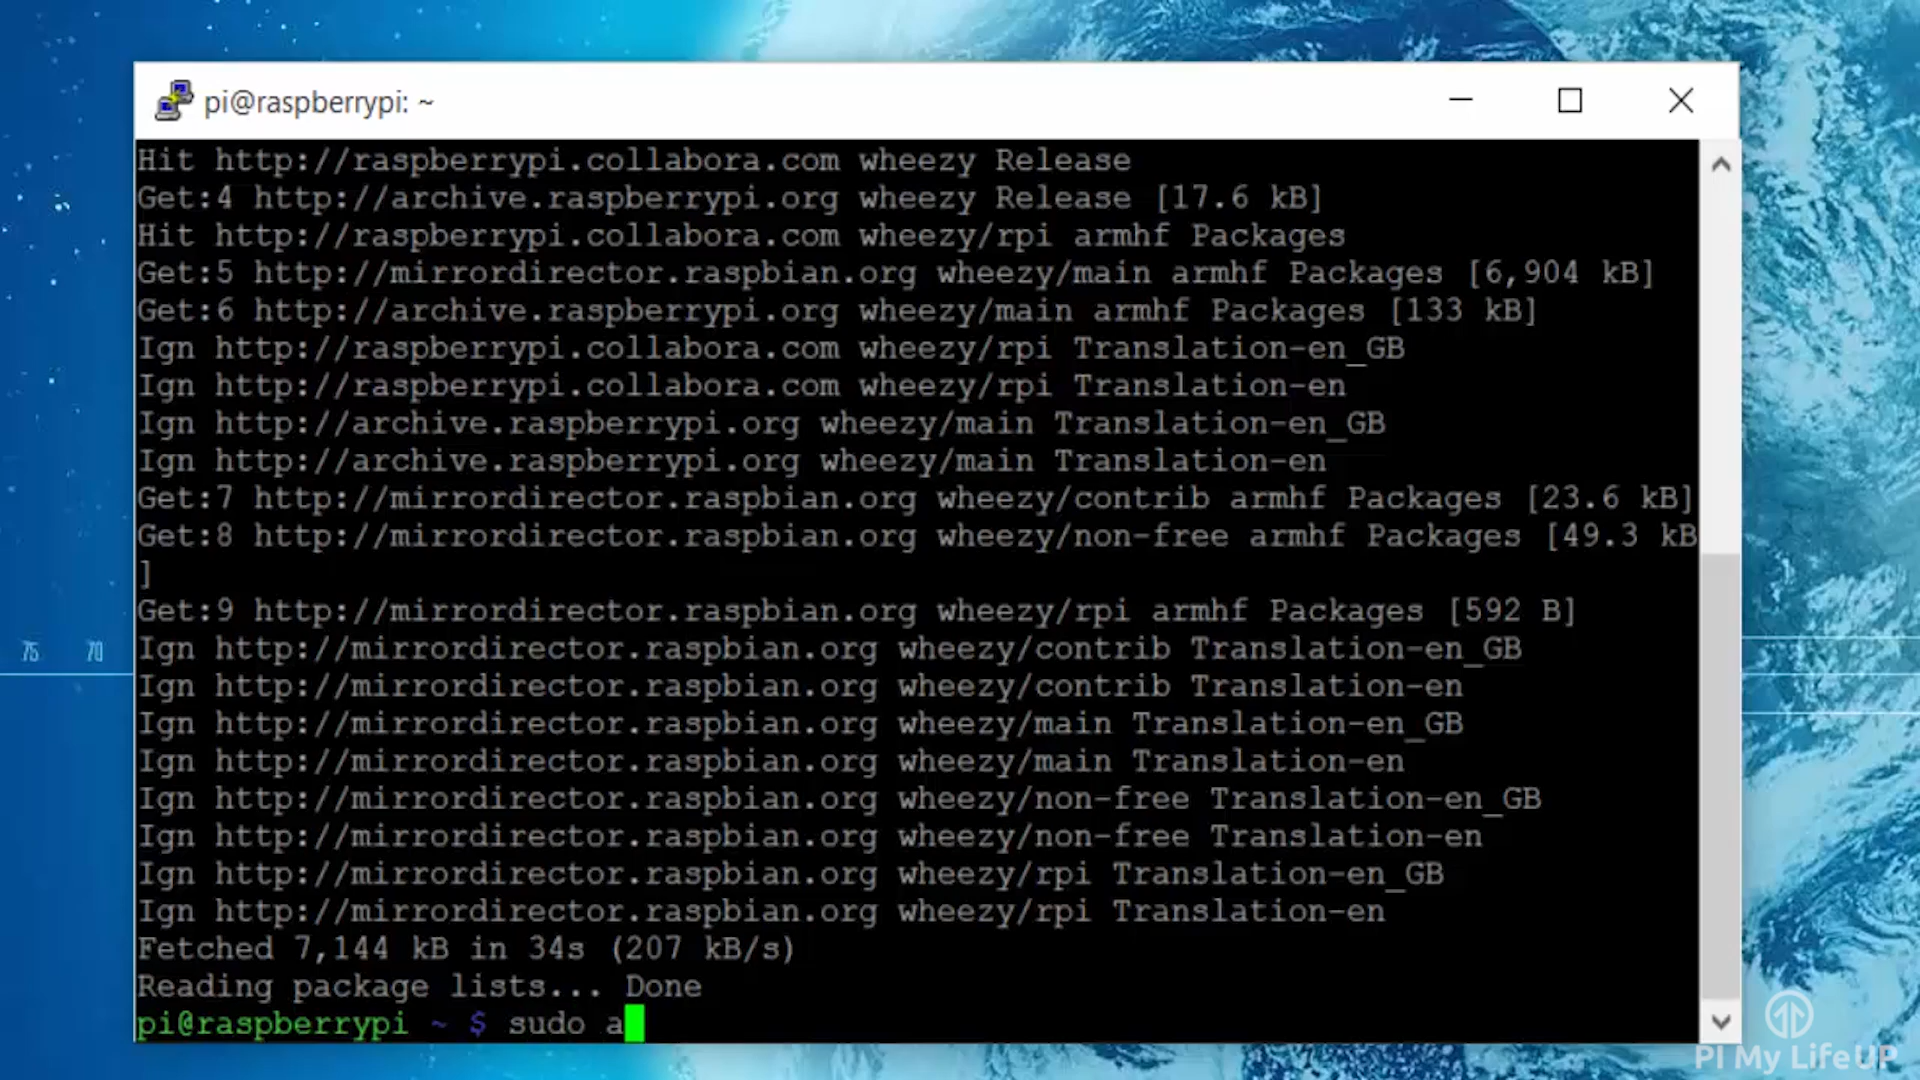 pi@raspberrypi: ~
Hit http://raspberrypi.collabora.com wheezy Release
Get:4 http://archive.raspberrypi.org wheezy Release [17.6 kB]
Hit http://raspberrypi.collabora.com wheezy/rpi armhf Packages
Get:5 http://mirrordirector.raspbian.org wheezy/main armhf Packages [6,904 kB]
Get:6 http://archive.raspberrypi.org wheezy/main armhf Packages [133 kB]
Ign http://raspberrypi.collabora.com wheezy/rpi Translation-en_GB
Ign http://raspberrypi.collabora.com wheezy/rpi Translation-en
Ign http://archive.raspberrypi.org wheezy/main Translation-en_GB
Ign http://archive.raspberrypi.org wheezy/main Translation-en
Get:7 http://mirrordirector.raspbian.org wheezy/contrib armhf Packages [23.6 kB]
Get:8 http://mirrordirector.raspbian.org wheezy/non-free armhf Packages [49.3 kB
]
Get:9 http://mirrordirector.raspbian.org wheezy/rpi armhf Packages [592 B]
Ign http://mirrordirector.raspbian.org wheezy/contrib Translation-en_GB
Ign http://mirrordirector.raspbian.org wheezy/contrib Translation-en
Ign http://mirrordirector.raspbian.org wheezy/main Translation-en_GB
Ign http://mirrordirector.raspbian.org wheezy/main Translation-en
Ign http://mirrordirector.raspbian.org wheezy/non-free Translation-en_GB
Ign http://mirrordirector.raspbian.org wheezy/non-free Translation-en
Ign http://mirrordirector.raspbian.org wheezy/rpi Translation-en_GB
Ign http://mirrordirector.raspbian.org wheezy/rpi Translation-en
Fetched 7,144 kB in 34s (207 kB/s)
Reading package lists... Done
pi@raspberrypi ~ $ sudo a
75 70
PI My LifeUP